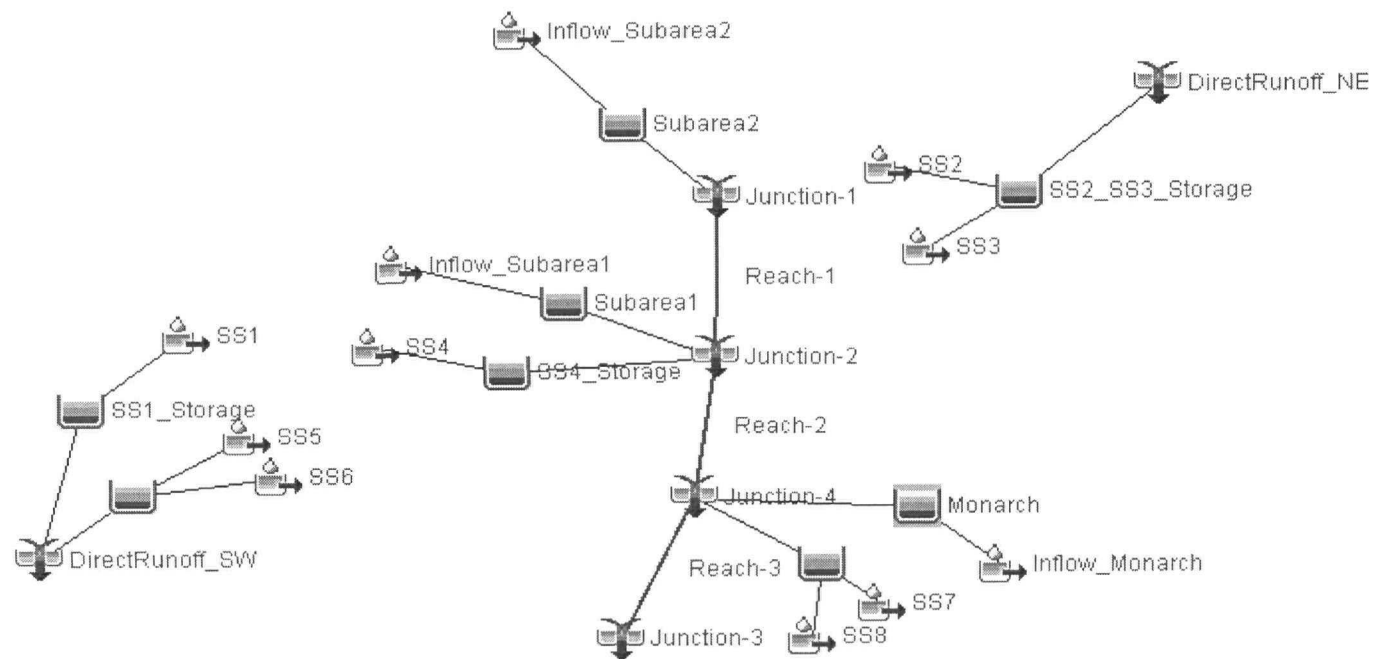 Inflow_Subarea2
DirectRunoff_NE
Subarea2
SS2
SS2_SS3_Storage
Junction-1
SS3
Inflow_Subarea1
Reach-1
Subarea1
SS1
SS4
Junction-2
SS4_Storage
SS1_Storage
Reach-2
SS5
SS6
Junction-4
Monarch
DirectRunoff_SW
Reach-3
Inflow_Monarch
SS7
Junction-3
SS8